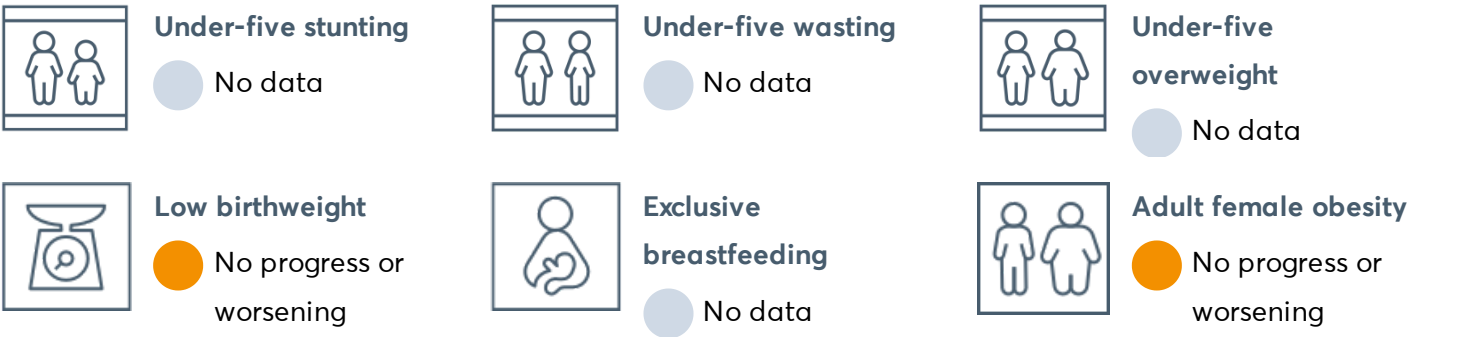 Under-five stunting
No data
Under-five wasting
No data
Under-five
overweight
No data
Low birthweight
No progress or
worsening
Exclusive
breastfeeding
No data
Adult female obesity
No progress or
worsening